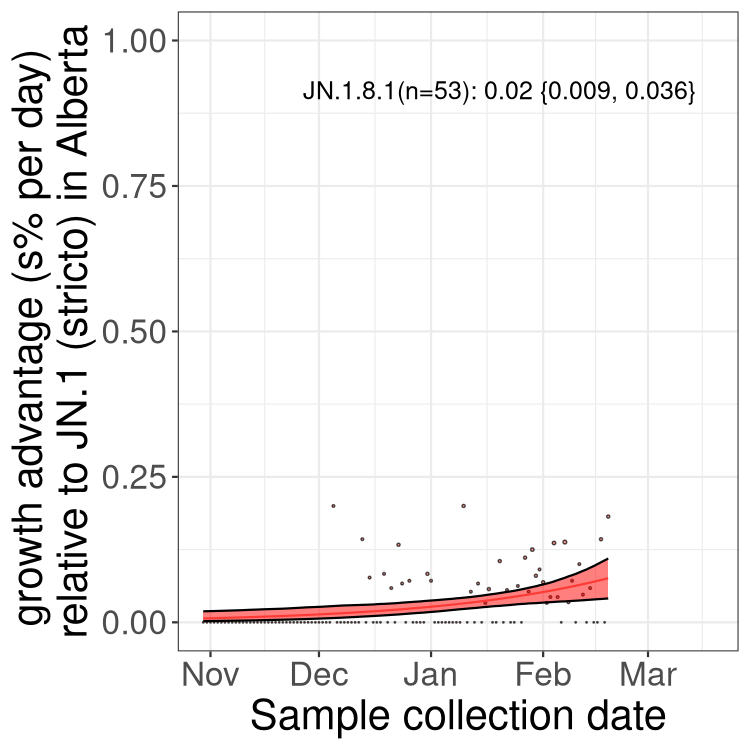 growth advantage (s% per day)
relative to JN.1 (stricto) in Alberta
1.00
0.75
0.50
0.25
0.00
JN.1.8.1(n=53): 0.02 {0.009, 0.036}
Nov Dec Jan Feb Mar
Sample collection date